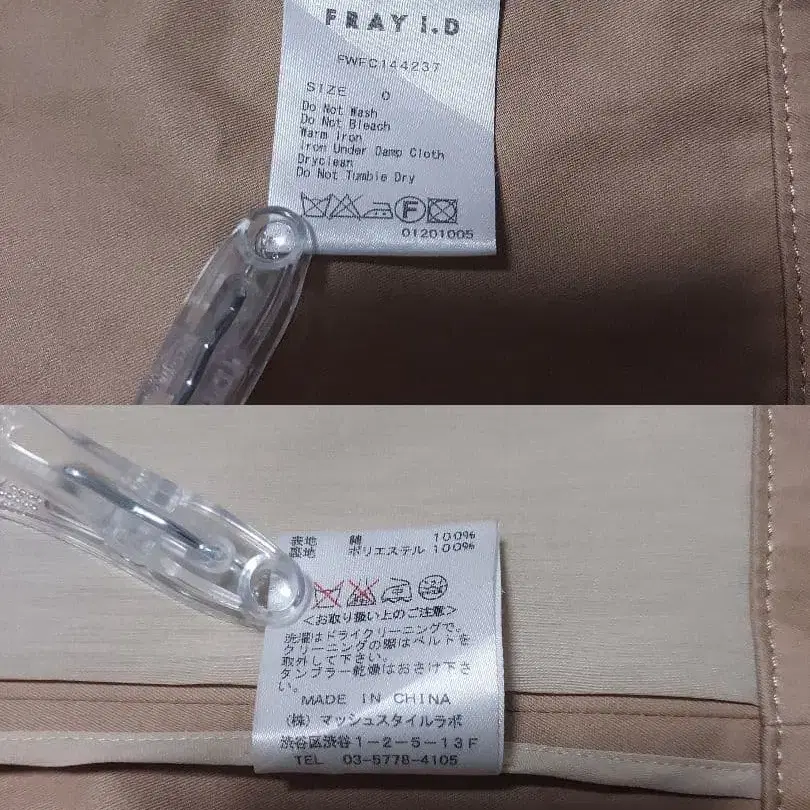 FRAY I.D
FWFC144237
SIZE 0
Do Not Wash
Do Not Bleach
Warm Iron
Iron Under Damp Cloth
Dryclean
Do Not Tumble Dry
F
01201005
表地 綿 100%
裏地 ポリエステル 100%
<お取り扱い上のご注意>
洗濯はドライクリーニングで。
クリーニングの際はベルトを
取外して下さい。
タンブラー乾燥はおさけ下さ
い。
MADE IN CHINA
(株)マッシュスタイルラボ
渋谷区渋谷1-2-5-13F
TEL 03-5778-4105